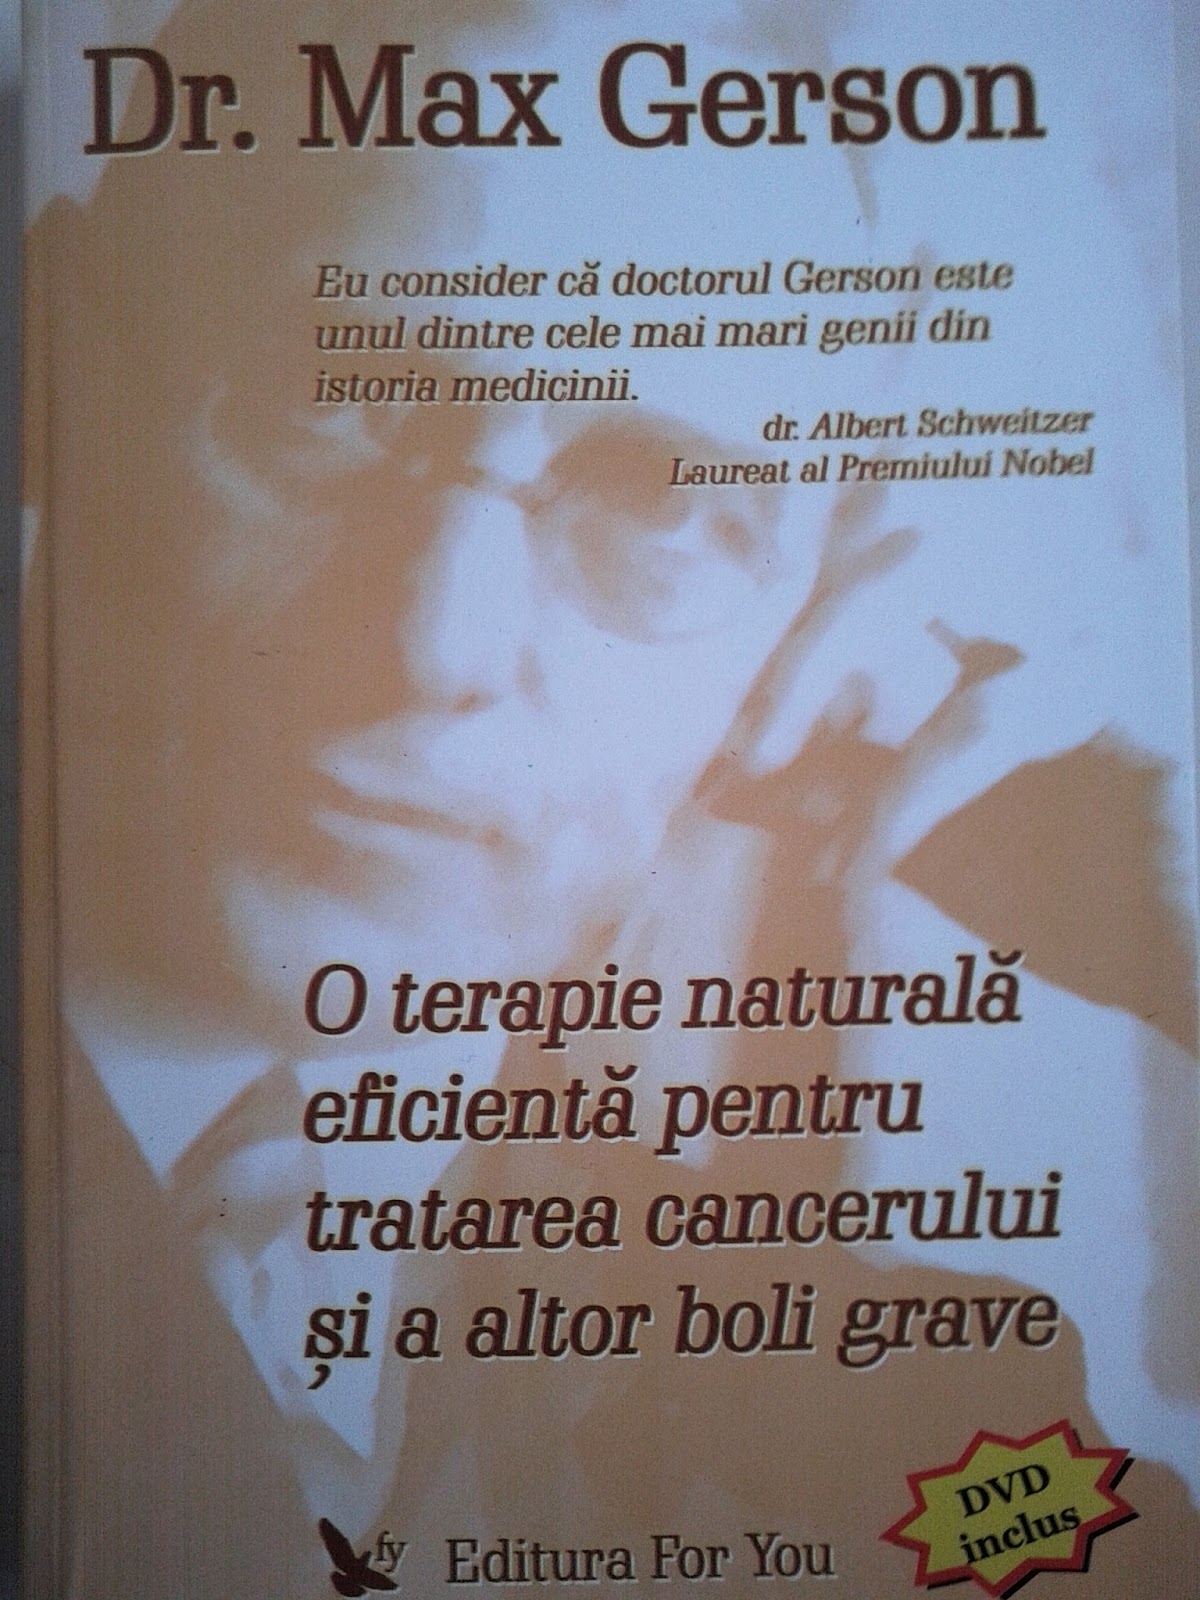 Dr. Max Gerson
Eu consider că doctorul Gerson este
unul dintre cele mai mari genii din
istoria medicinii.
dr. Albert Schweitzer
Laureat al Premiului Nobel
O terapie naturală
eficientă pentru
tratarea cancerului
și a altor boli grave
DVD
inclus
fy Editura For You